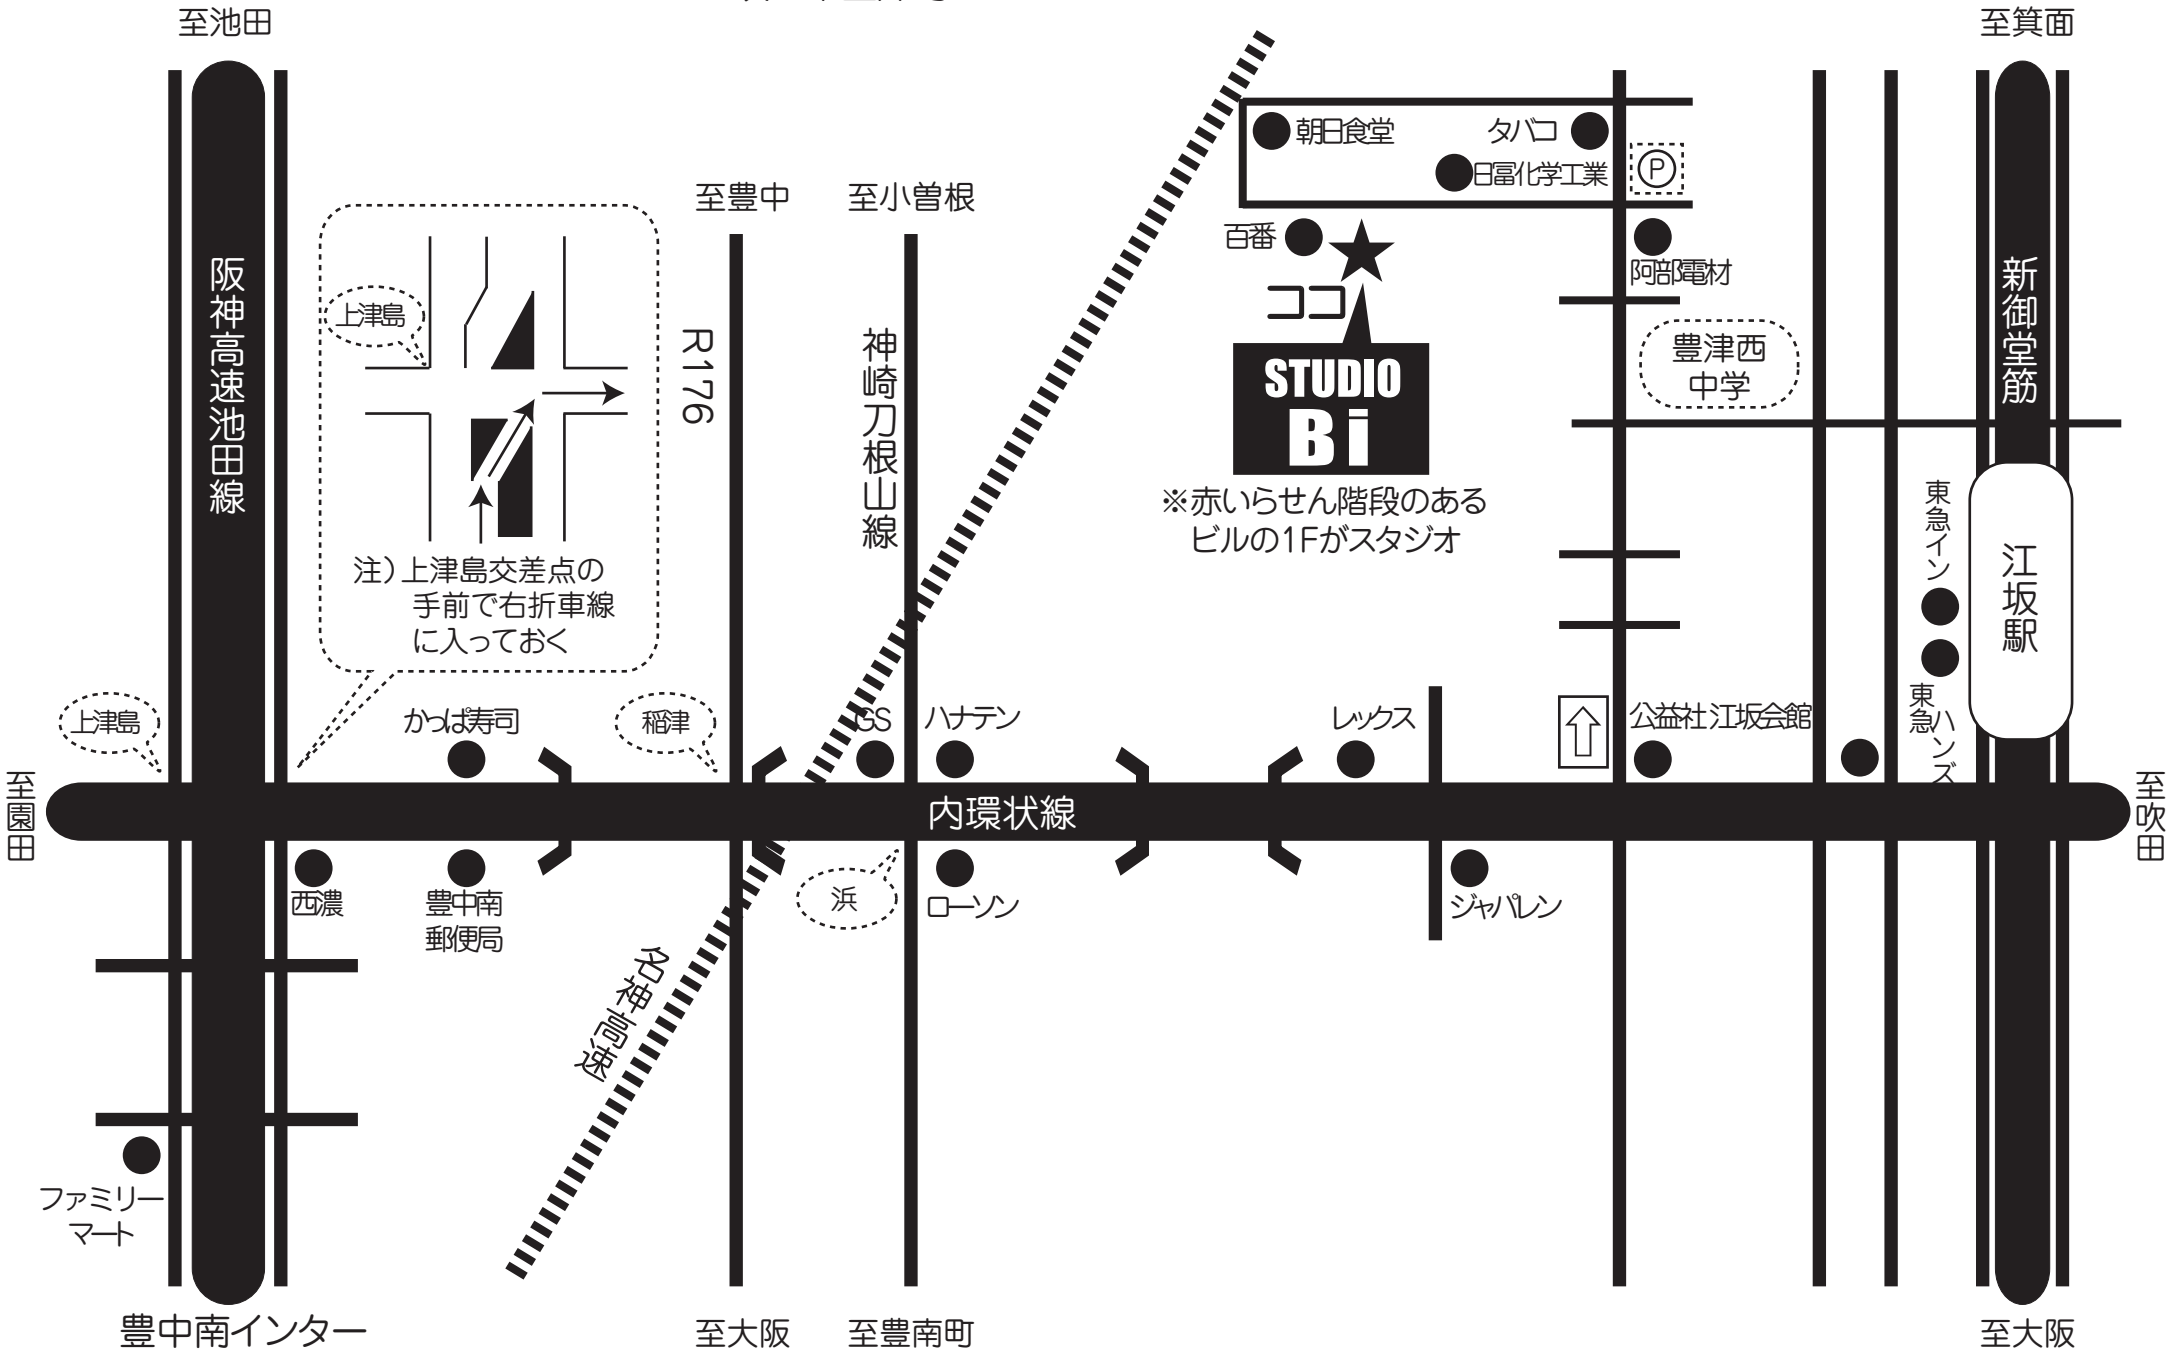 至池田
至箕面
朝日食堂
タバコ
日冨化学工業
P
至豊中
至小曽根
百番
阿部電材
ココ
阪神高速池田線
上津島
R176
神崎刀根山線
STUDIO
Bi
豊津西
中学
新御堂筋
※赤いらせん階段のある
ビルの1Fがスタジオ
注)上津島交差点の
手前で右折車線
に入っておく
東急イン
江坂駅
東急ハンズ
上津島
かっぱ寿司
稲津
GS
ハナテン
レックス
公益社 江坂会館
至園田
内環状線
至吹田
西濃
豊中南
郵便局
浜
ローソン
ジャパレン
名神高速
ファミリー
マート
豊中南インター
至大阪
至豊南町
至大阪